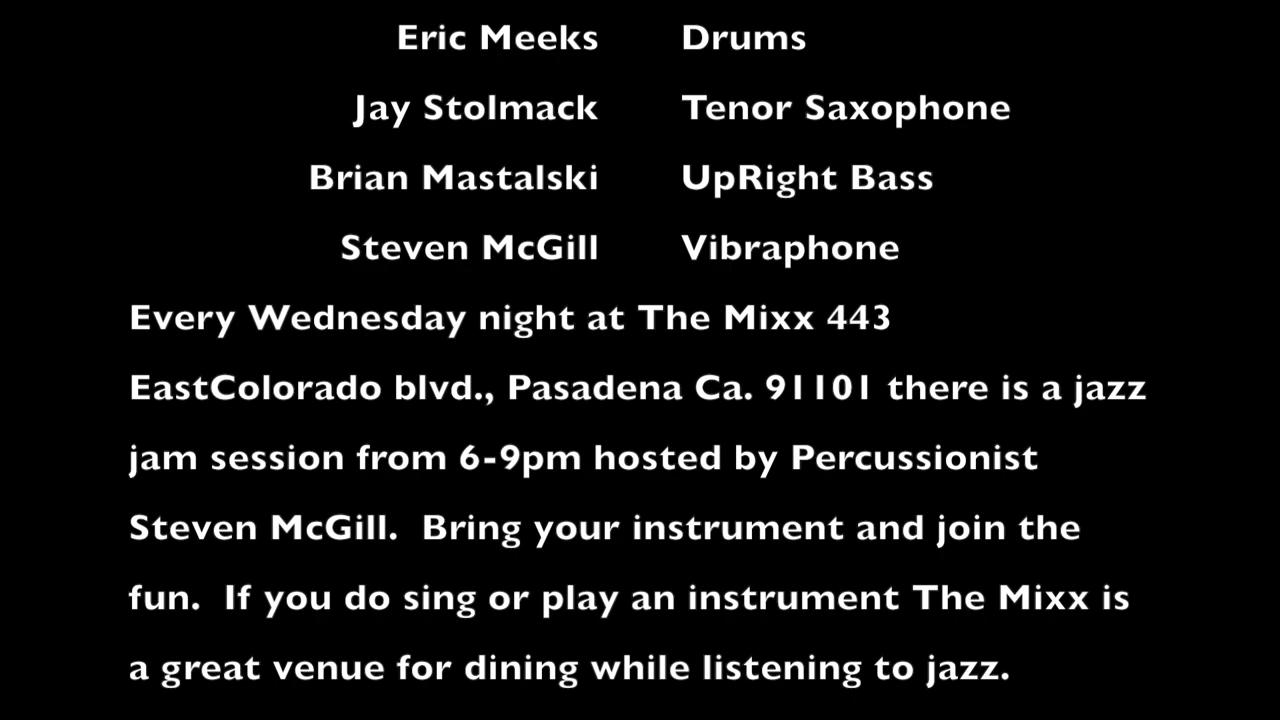 Eric Meeks Drums
Jay Stolmack Tenor Saxophone
Brian Mastalski UpRight Bass
Steven McGill Vibraphone
Every Wednesday night at The Mixx 443
EastColorado blvd., Pasadena Ca. 91101 there is a jazz
jam session from 6-9pm hosted by Percussionist
Steven McGill.  Bring your instrument and join the
fun.  If you do sing or play an instrument The Mixx is
a great venue for dining while listening to jazz.